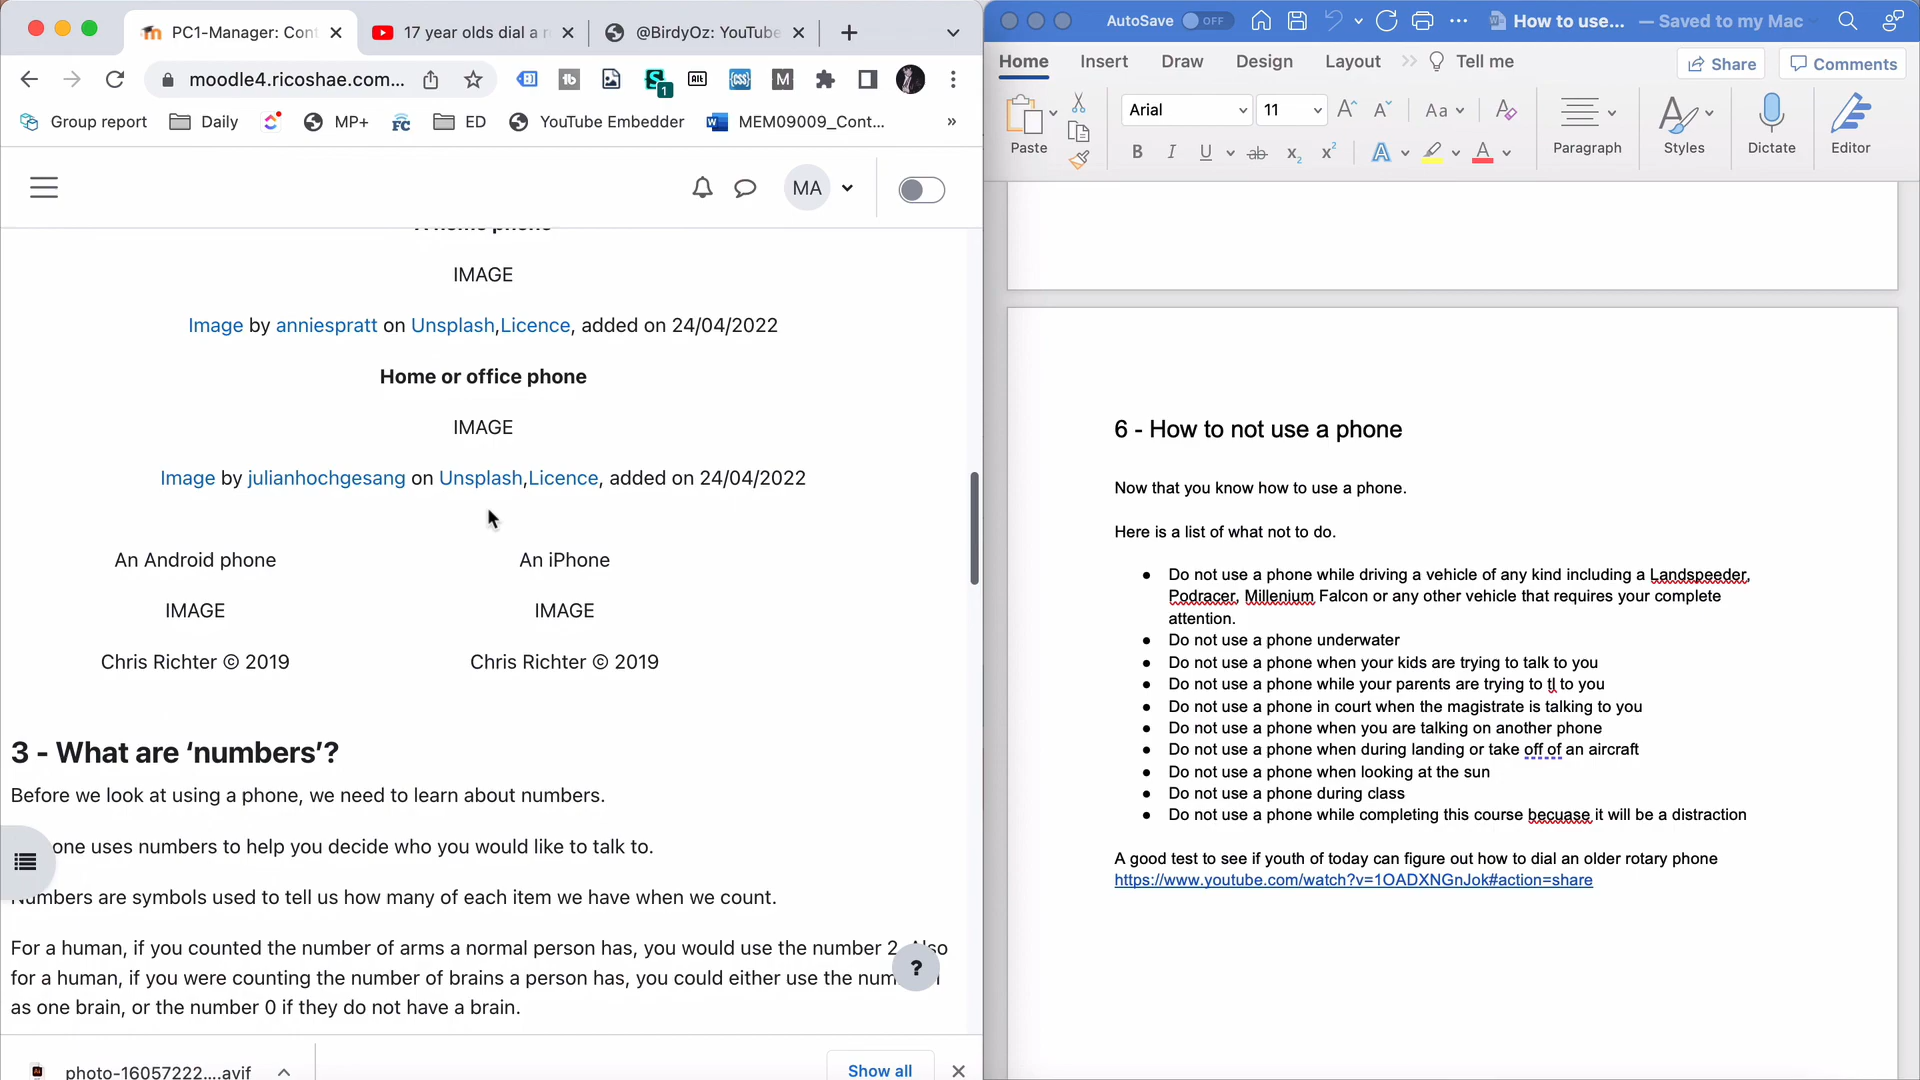 PC1-Manager: Cont
17 year olds dial a r
@BirdyOz: YouTube
moodle4.ricoshae.com...
1
Group report
Daily
MP+
FC
ED
YouTube Embedder
MEM09009_Cont...
»
MA
IMAGE
Image by anniespratt on Unsplash,Licence, added on 24/04/2022
Home or office phone
IMAGE
Image by julianhochgesang on Unsplash,Licence, added on 24/04/2022
An Android phone An iPhone
IMAGE IMAGE
Chris Richter © 2019 Chris Richter © 2019
3 - What are ‘numbers’?
Before we look at using a phone, we need to learn about numbers.
one uses numbers to help you decide who you would like to talk to.
Numbers are symbols used to tell us how many of each item we have when we count.
For a human, if you counted the number of arms a normal person has, you would use the number 2. Also
for a human, if you were counting the number of brains a person has, you could either use the num
as one brain, or the number 0 if they do not have a brain.
?
photo-16057222....avif
Show all
AutoSave OFF
How to use... — Saved to my Mac
Home Insert Draw Design Layout Tell me
Share
Comments
Paste
Arial
11
Aa
B I U ab x₂ x²
Paragraph
Styles
Dictate
Editor
6 - How to not use a phone
Now that you know how to use a phone.
Here is a list of what not to do.
● Do not use a phone while driving a vehicle of any kind including a Landspeeder,
Podracer, Millenium Falcon or any other vehicle that requires your complete
attention.
● Do not use a phone underwater
● Do not use a phone when your kids are trying to talk to you
● Do not use a phone while your parents are trying to tl to you
● Do not use a phone in court when the magistrate is talking to you
● Do not use a phone when you are talking on another phone
● Do not use a phone when during landing or take off of an aircraft
● Do not use a phone when looking at the sun
● Do not use a phone during class
● Do not use a phone while completing this course becuase it will be a distraction
A good test to see if youth of today can figure out how to dial an older rotary phone
https://www.youtube.com/watch?v=1OADXNGnJok#action=share